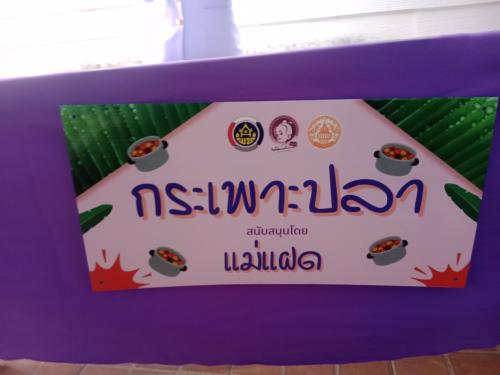 กระเพาะปลา
สนับสนุนโดย
แม่แฝด